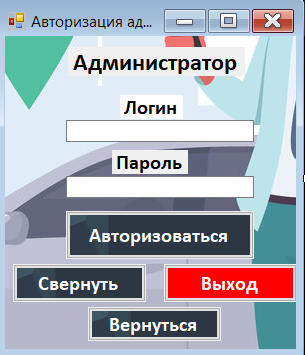 Авторизация ад...
Администратор
Логин
Пароль
Авторизоваться
Свернуть
Выход
Вернуться